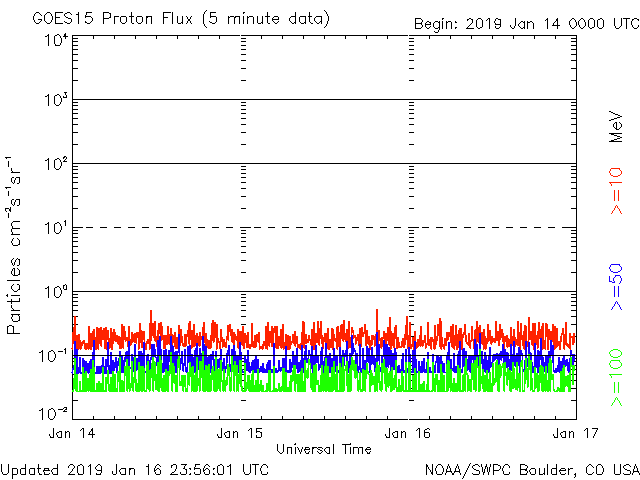 GOES15 Proton Flux (5 minute data)
Begin: 2019 Jan 14 0000 UTC
10⁴
10³
10²
10¹
10⁰
10⁻¹
10⁻²
Particles cm⁻²s⁻¹sr⁻¹
MeV
>=10
>=50
>=100
Jan 14
Jan 15
Jan 16
Jan 17
Universal Time
Updated 2019 Jan 16 23:56:01 UTC
NOAA/SWPC Boulder, CO USA